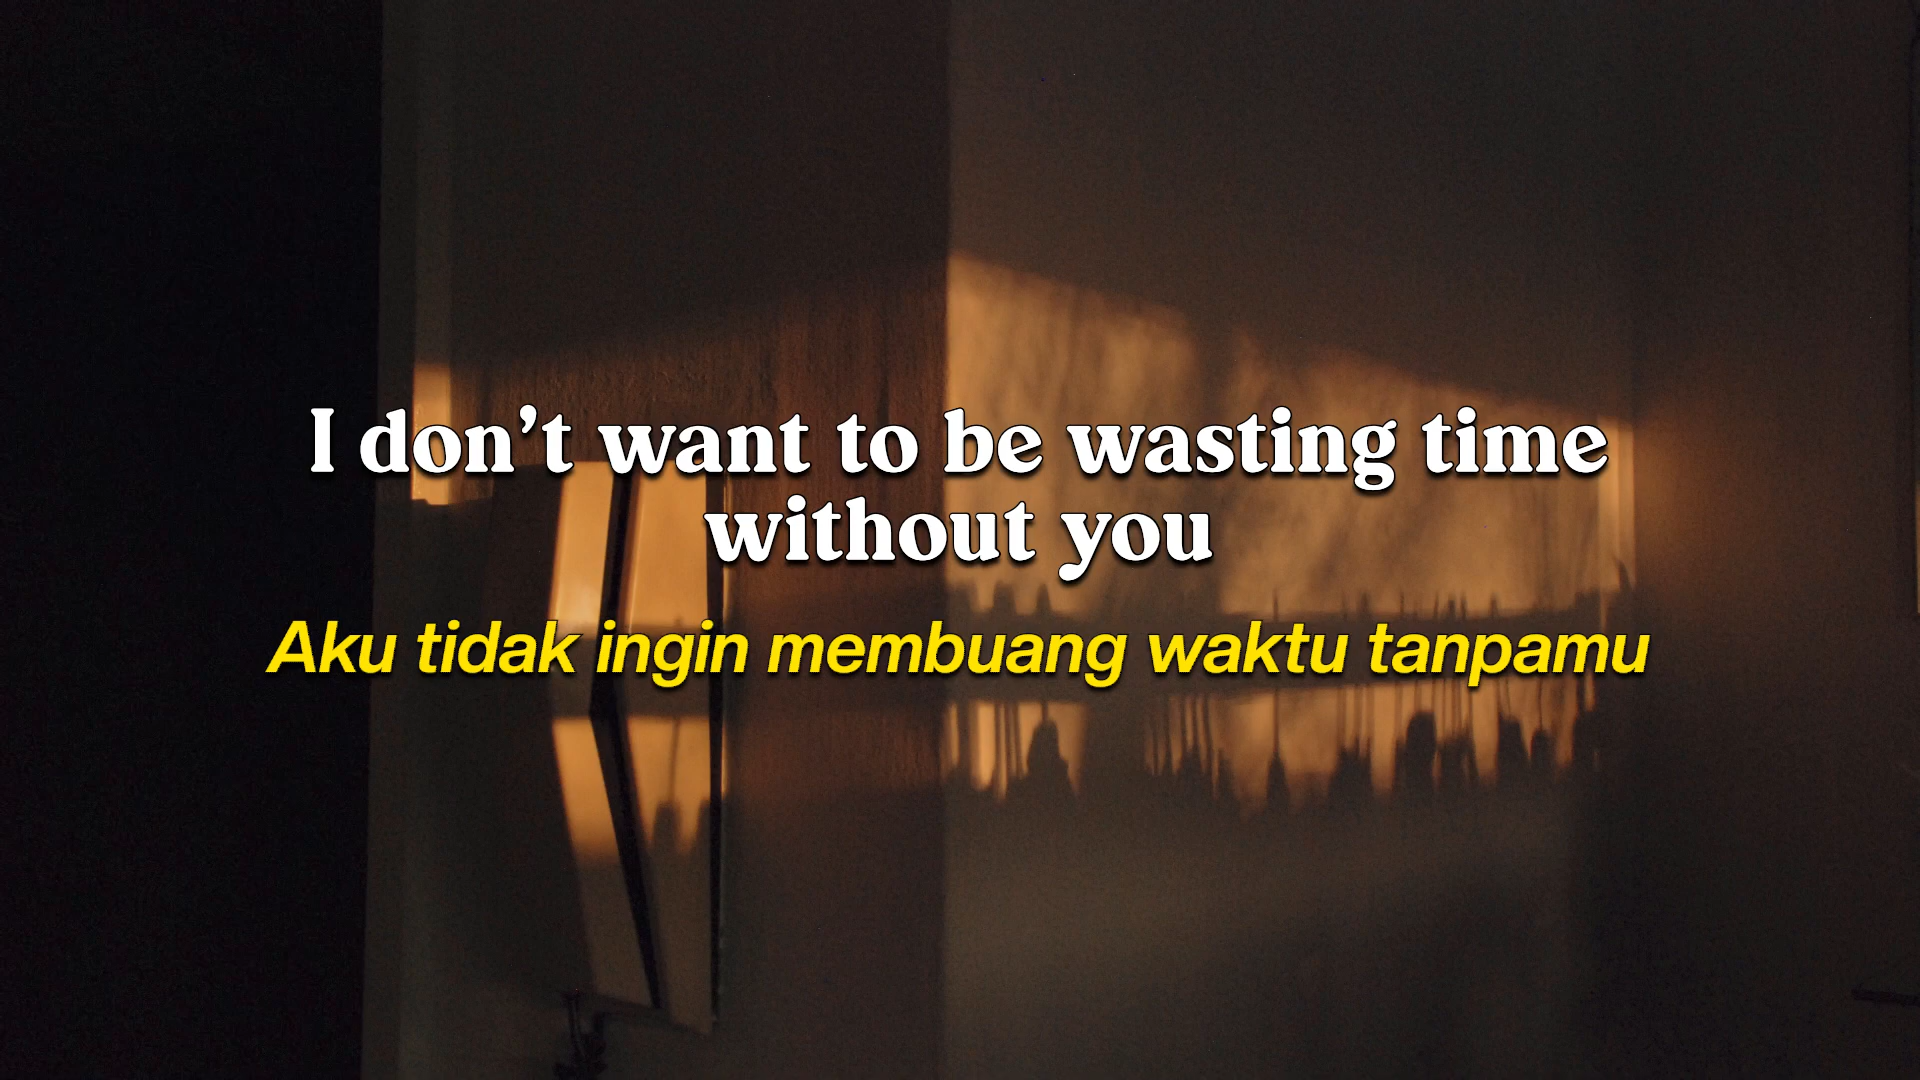 I don’t want to be wasting time
without you
Aku tidak ingin membuang waktu tanpamu